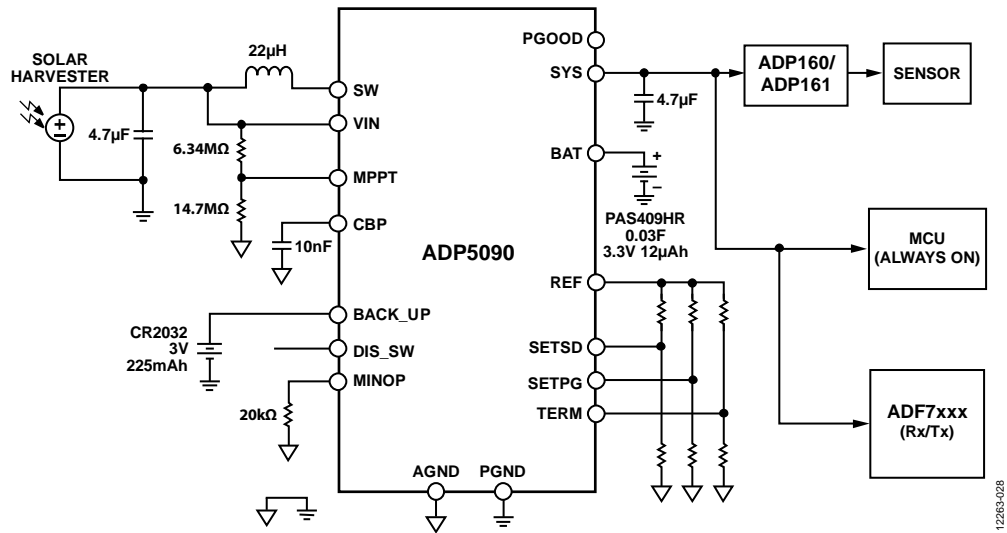 SOLAR
HARVESTER
4.7µF
22µH
6.34MΩ
14.7MΩ
10nF
CR2032
3V
225mAh
20kΩ
SW
VIN
MPPT
CBP
BACK_UP
DIS_SW
MINOP
ADP5090
AGND
PGND
PGOOD
SYS
BAT
REF
SETSD
SETPG
TERM
4.7µF
+
–
PAS409HR
0.03F
3.3V 12µAh
ADP160/
ADP161
SENSOR
MCU
(ALWAYS ON)
ADF7xxx
(Rx/Tx)
12263-028